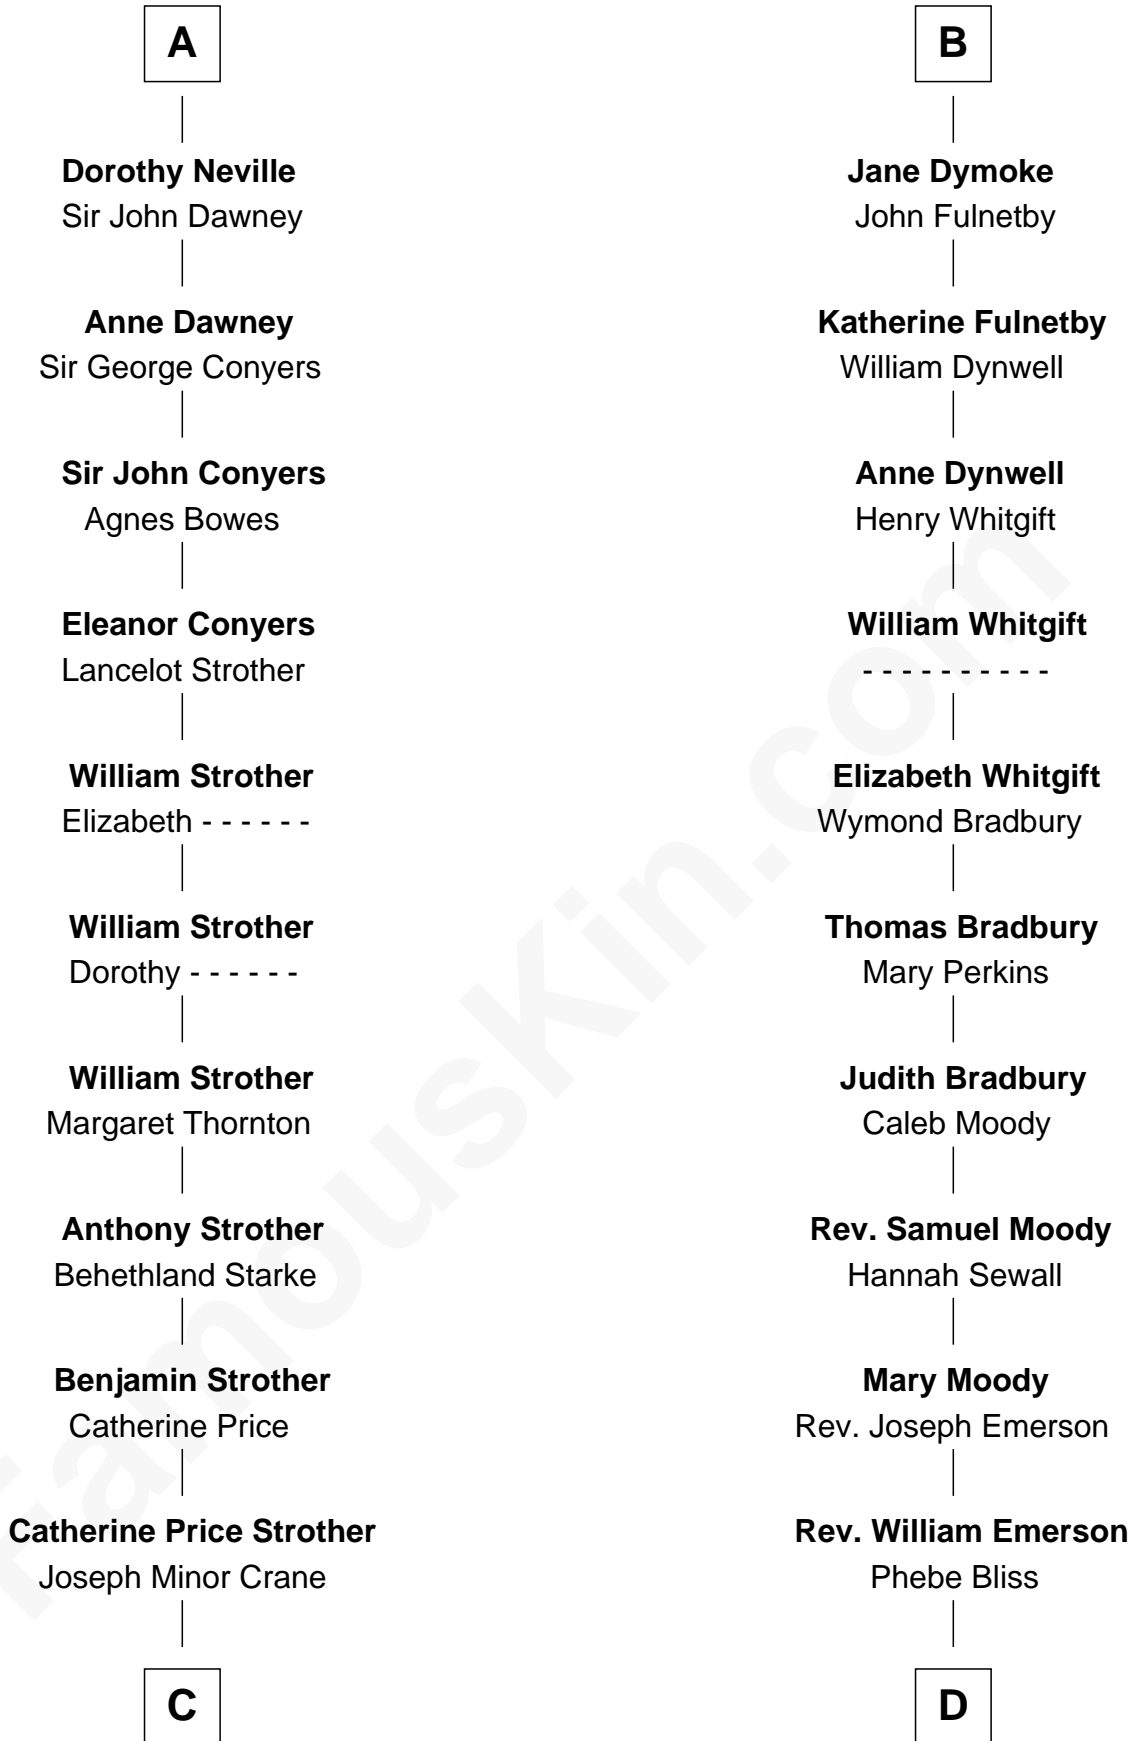 A
Dorothy Neville
Sir John Dawney
Anne Dawney
Sir George Conyers
Sir John Conyers
Agnes Bowes
Eleanor Conyers
Lancelot Strother
William Strother
Elizabeth - - - - - -
William Strother
Dorothy - - - - - -
William Strother
Margaret Thornton
Anthony Strother
Behethland Starke
Benjamin Strother
Catherine Price
Catherine Price Strother
Joseph Minor Crane
C
B
Jane Dymoke
John Fulnetby
Katherine Fulnetby
William Dynwell
Anne Dynwell
Henry Whitgift
William Whitgift
- - - - - - - - - -
Elizabeth Whitgift
Wymond Bradbury
Thomas Bradbury
Mary Perkins
Judith Bradbury
Caleb Moody
Rev. Samuel Moody
Hannah Sewall
Mary Moody
Rev. Joseph Emerson
Rev. William Emerson
Phebe Bliss
D
FamousKin.com